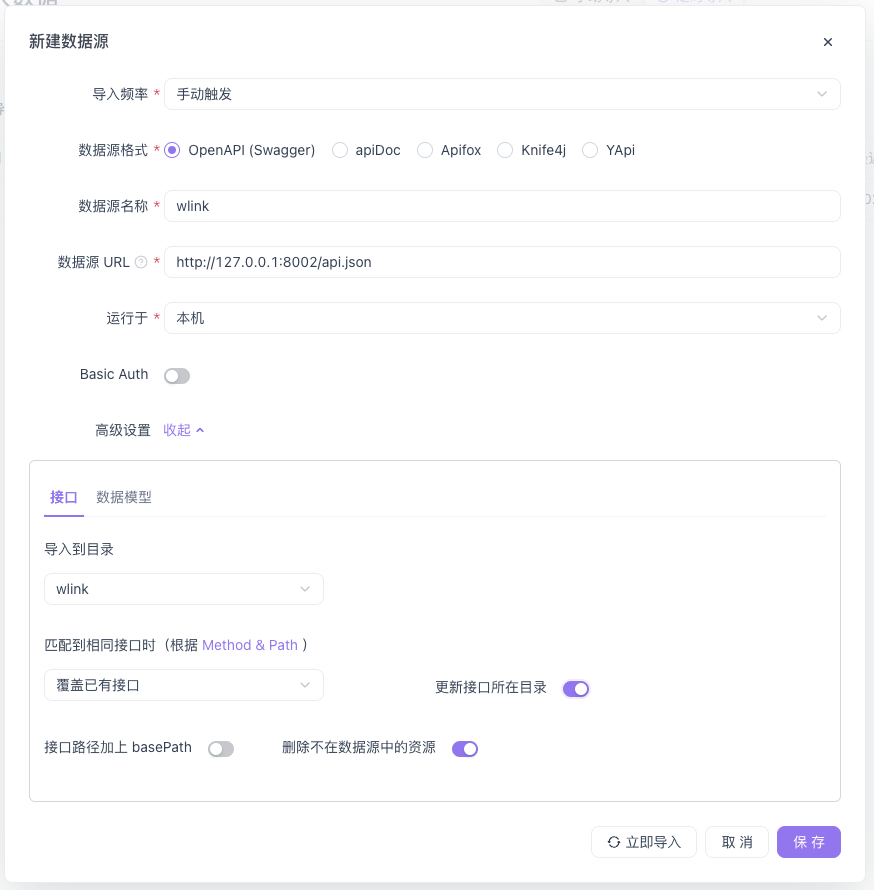 新建数据源
导入频率 * 手动触发
数据源格式 * OpenAPI (Swagger) apiDoc Apifox Knife4j YApi
数据源名称 * wlink
数据源 URL ? * http://127.0.0.1:8002/api.json
运行于 * 本机
Basic Auth
高级设置 收起
接口 数据模型
导入到目录
wlink
匹配到相同接口时（根据 Method & Path ）
覆盖已有接口 更新接口所在目录
接口路径加上 basePath 删除不在数据源中的资源
立即导入 取消 保存